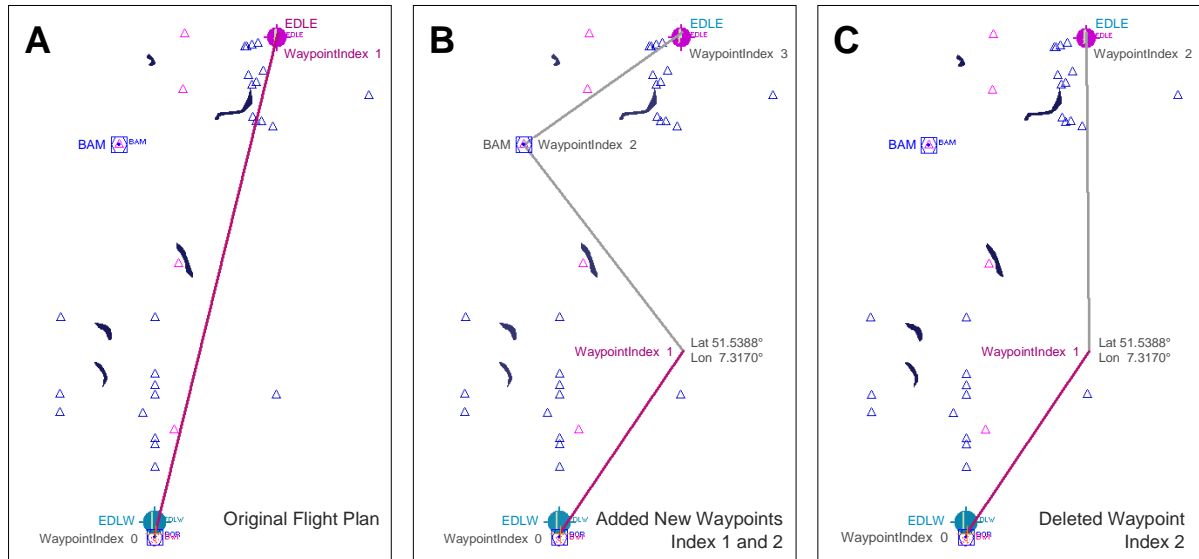 A
EDLE
EDLE
WaypointIndex 1
BAM BAM
EDLW EDLW
WaypointIndex 0
Original Flight Plan
B
EDLE
EDLE
WaypointIndex 3
BAM WaypointIndex 2
WaypointIndex 1
Lat 51.5388°
Lon 7.3170°
EDLW EDLW
WaypointIndex 0
Added New Waypoints
Index 1 and 2
C
EDLE
EDLE
WaypointIndex 2
BAM BAM
WaypointIndex 1
Lat 51.5388°
Lon 7.3170°
EDLW EDLW
WaypointIndex 0
Deleted Waypoint
Index 2